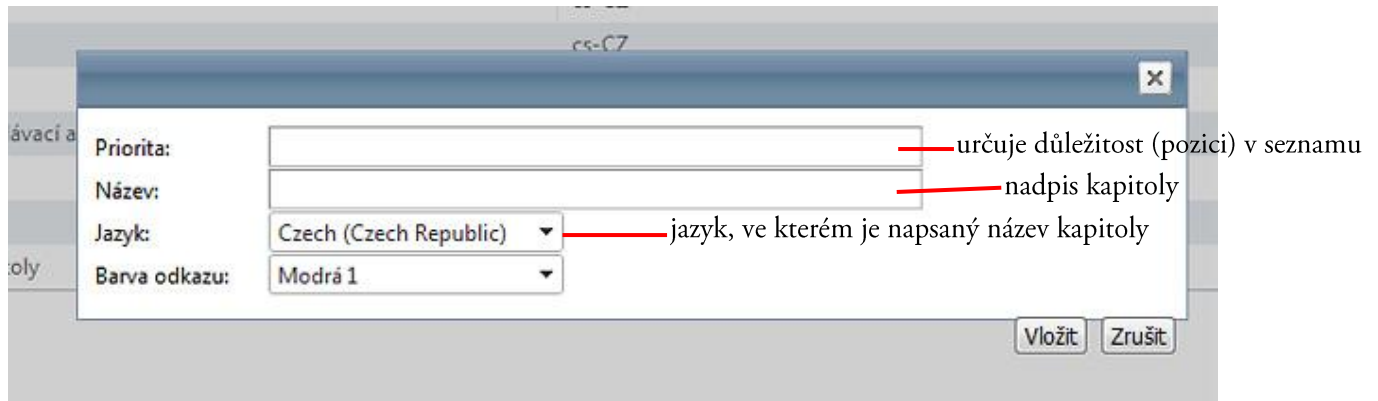 cs-CZ
ávací a
Priorita:
určuje důležitost (pozici) v seznamu
Název:
nadpis kapitoly
Jazyk:
Czech (Czech Republic)
jazyk, ve kterém je napsaný název kapitoly
toly
Barva odkazu:
Modrá 1
Vložit
Zrušit